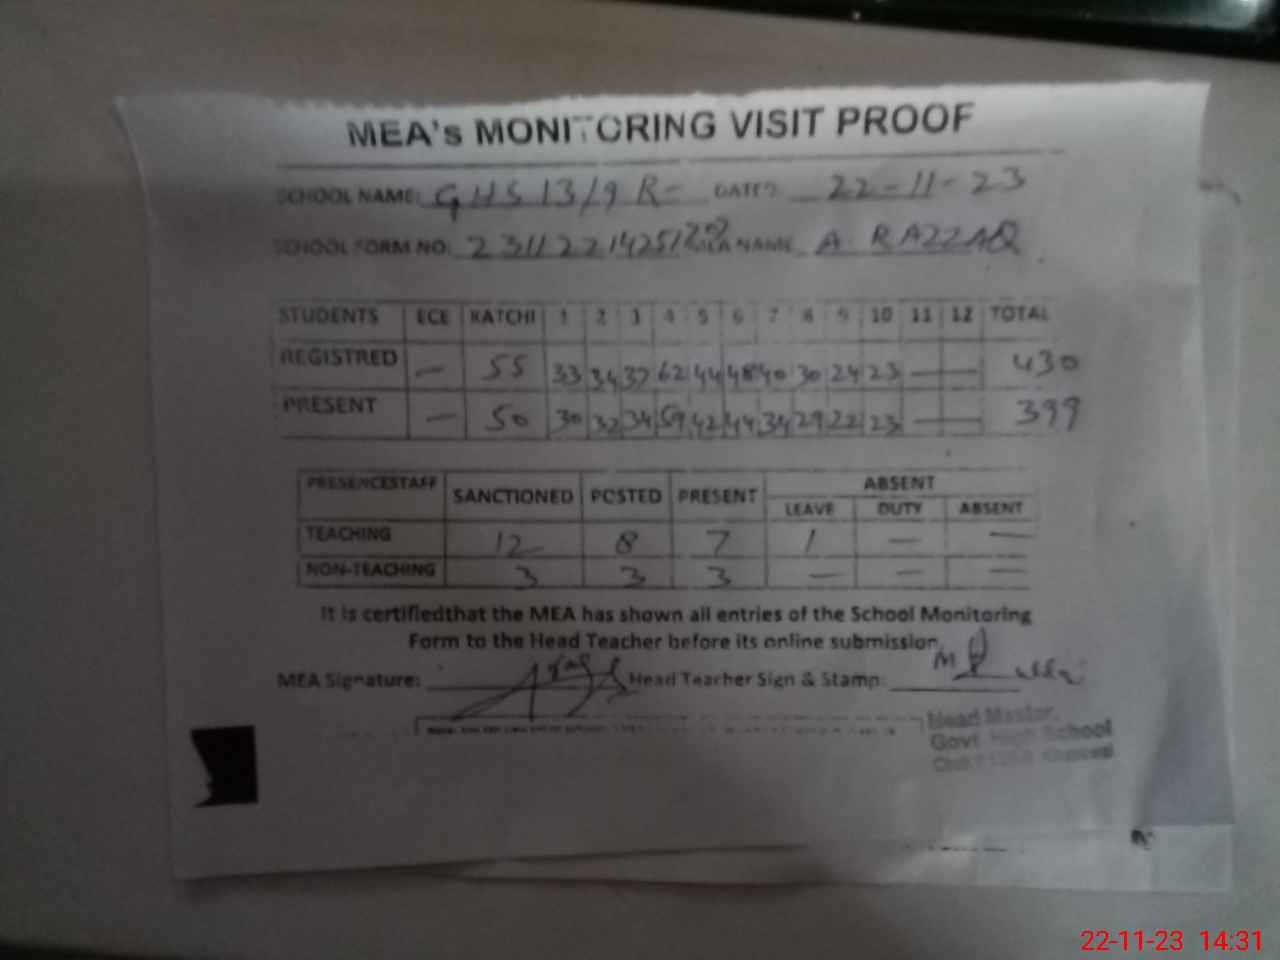 MEA's MONITORING VISIT PROOF
SCHOOL NAME: GHS 13/9 R- DATED 22-11-23
SCHOOL FORM NO: 231122142512 MEA NAME A. RAZZAQ
STUDENTS ECE KATCHI 1 2 3 4 5 6 7 8 9 10 11 12 TOTAL
REGISTRED — 55 33 34 37 62 44 48 40 30 24 23 — — 430
PRESENT — 50 30 32 34 59 42 44 34 29 22 23 — — 399
PRESENCESTAFF SANCTIONED POSTED PRESENT ABSENT
LEAVE DUTY ABSENT
TEACHING 12 8 7 1 — —
NON-TEACHING 3 3 3 — — —
It is certifiedthat the MEA has shown all entries of the School Monitoring
Form to the Head Teacher before its online submission
MEA Signature: Head Teacher Sign & Stamp:
Head Master,
Govt. High School
22-11-23 14:31